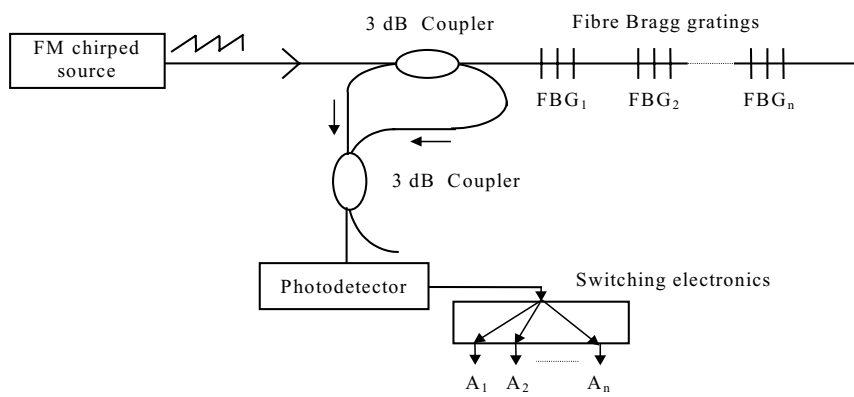 3 dB Coupler
Fibre Bragg gratings
FM chirped
source
FBG1
FBG2
FBGn
3 dB Coupler
Photodetector
Switching electronics
A1
A2
An